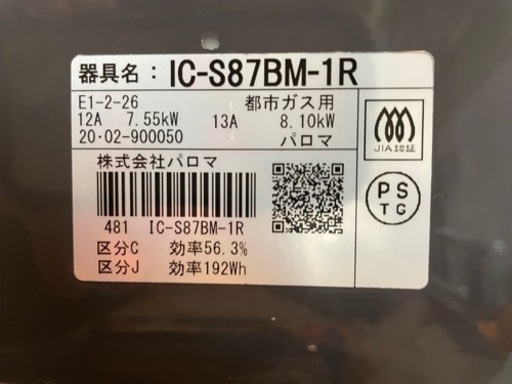 器具名：IC-S87BM-1R
E1-2-26 都市ガス用
12A 7.55kW 13A 8.10kW
20·02-900050 パロマ
JIA認証
株式会社パロマ
PS
TG
481 IC-S87BM-1R
区分C 効率56.3%
区分J 効率192Wh